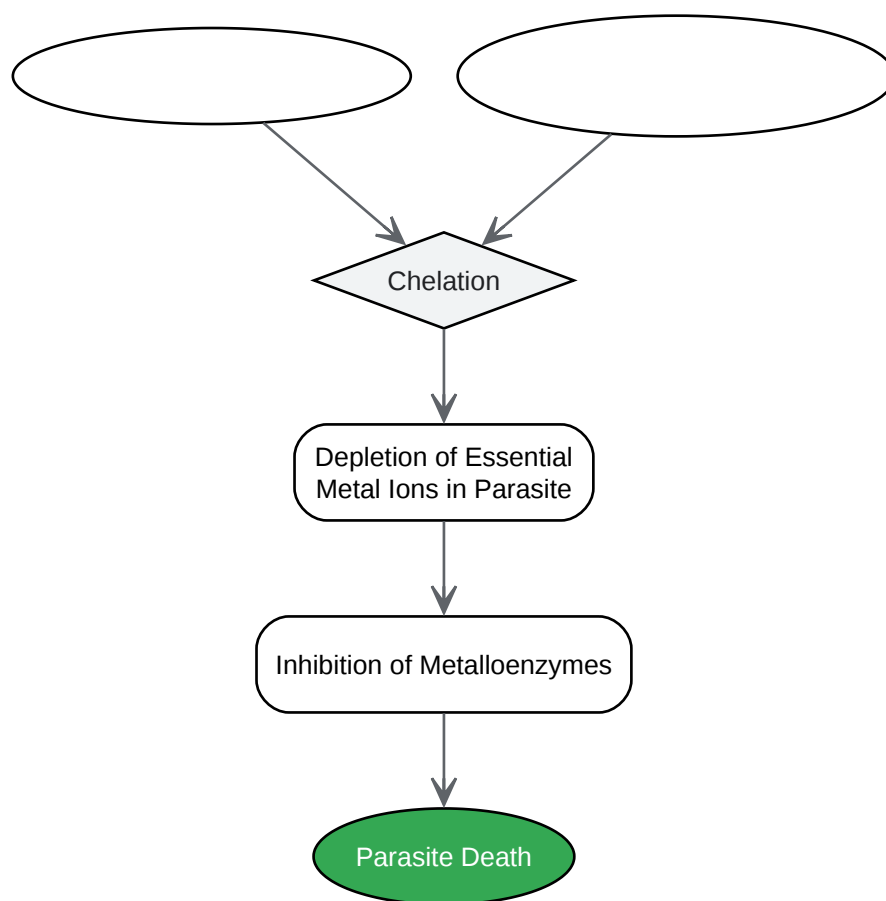 Chelation
Depletion of Essential
Metal Ions in Parasite
Inhibition of Metalloenzymes
Parasite Death